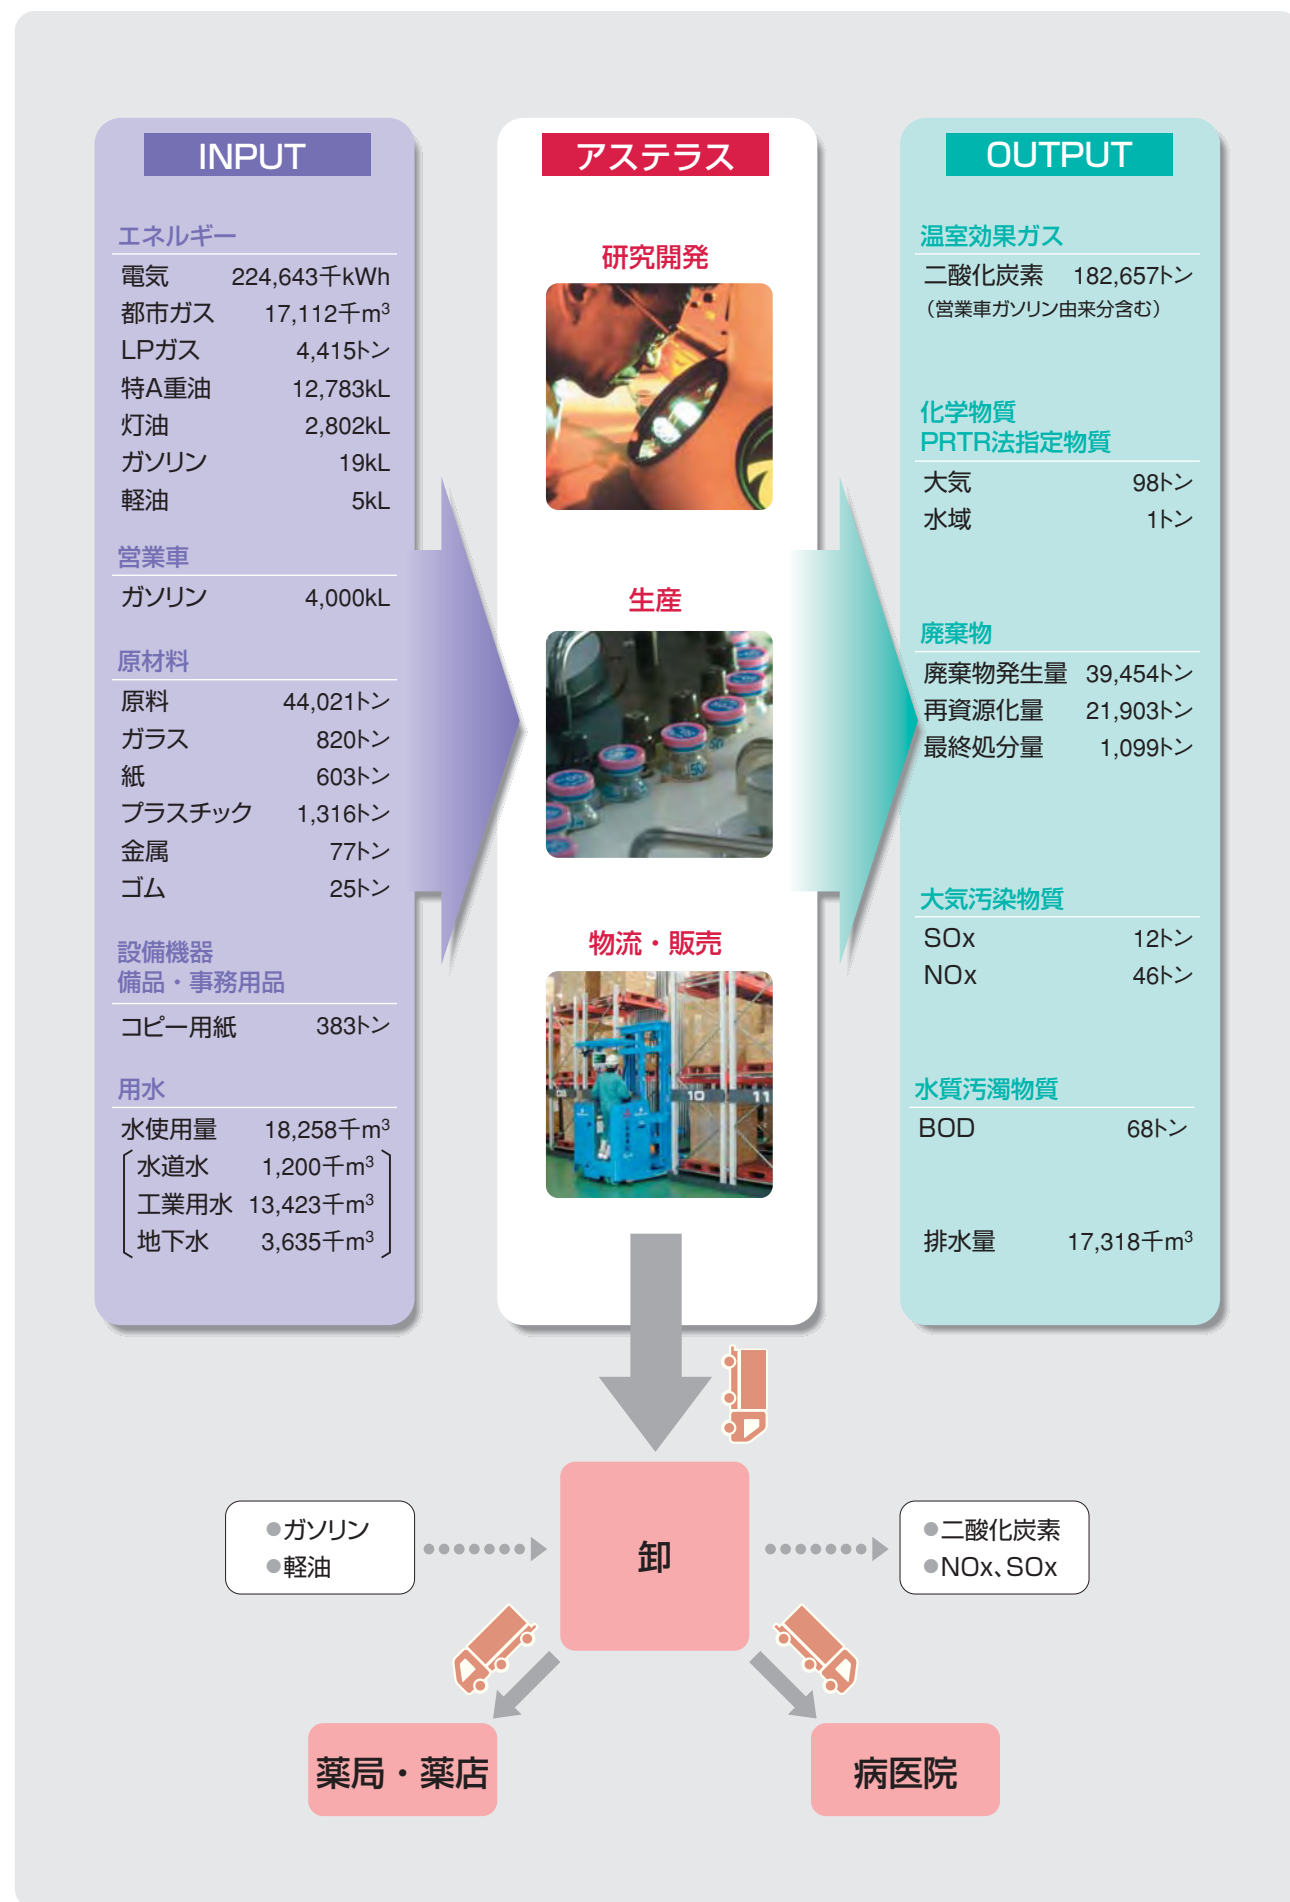 INPUT
エネルギー
電気 224,643千kWh
都市ガス 17,112千m³
LPガス 4,415トン
特A重油 12,783kL
灯油 2,802kL
ガソリン 19kL
軽油 5kL
営業車
ガソリン 4,000kL
原材料
原料 44,021トン
ガラス 820トン
紙 603トン
プラスチック 1,316トン
金属 77トン
ゴム 25トン
設備機器
備品・事務用品
コピー用紙 383トン
用水
水使用量 18,258千m³
水道水 1,200千m³
工業用水 13,423千m³
地下水 3,635千m³
アステラス
研究開発
生産
50
50
物流・販売
10
11
OUTPUT
温室効果ガス
二酸化炭素 182,657トン
(営業車ガソリン由来分含む)
化学物質
PRTR法指定物質
大気 98トン
水域 1トン
廃棄物
廃棄物発生量 39,454トン
再資源化量 21,903トン
最終処分量 1,099トン
大気汚染物質
SOx 12トン
NOx 46トン
水質汚濁物質
BOD 68トン
排水量 17,318千m³
●ガソリン
●軽油
卸
●二酸化炭素
●NOx、SOx
薬局・薬店
病医院